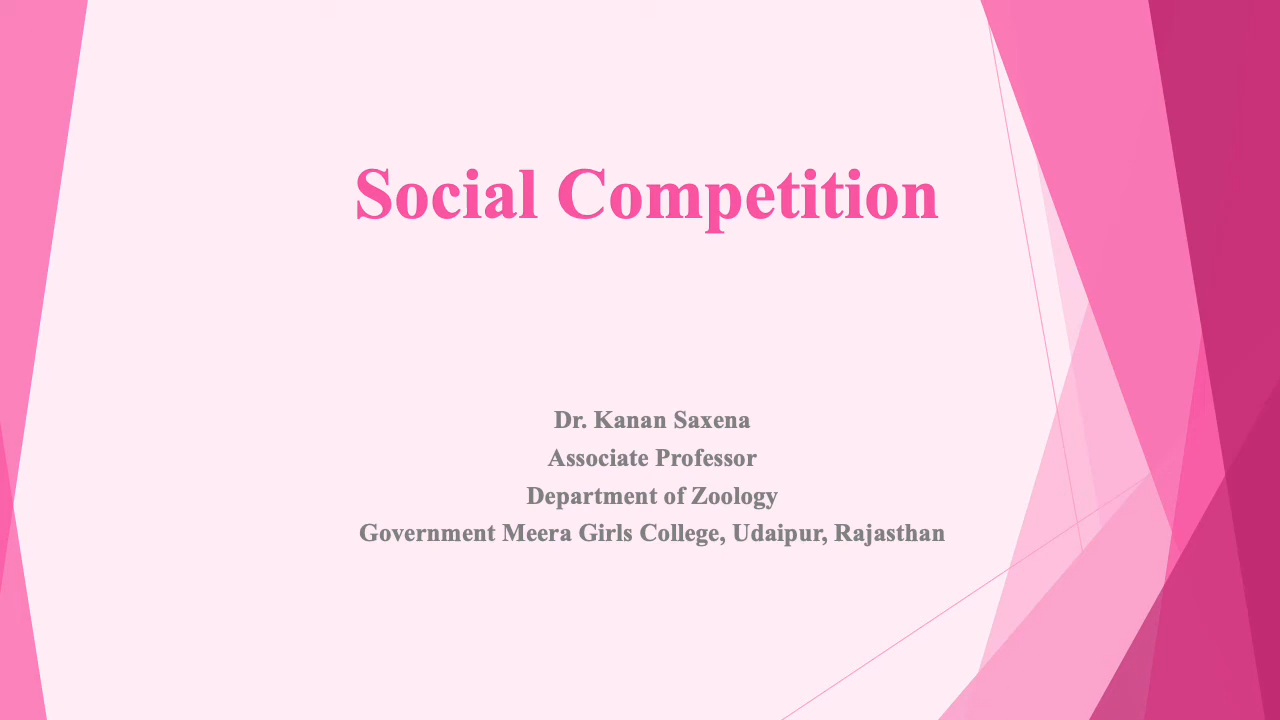 Social Competition
Dr. Kanan Saxena
Associate Professor
Department of Zoology
Government Meera Girls College, Udaipur, Rajasthan